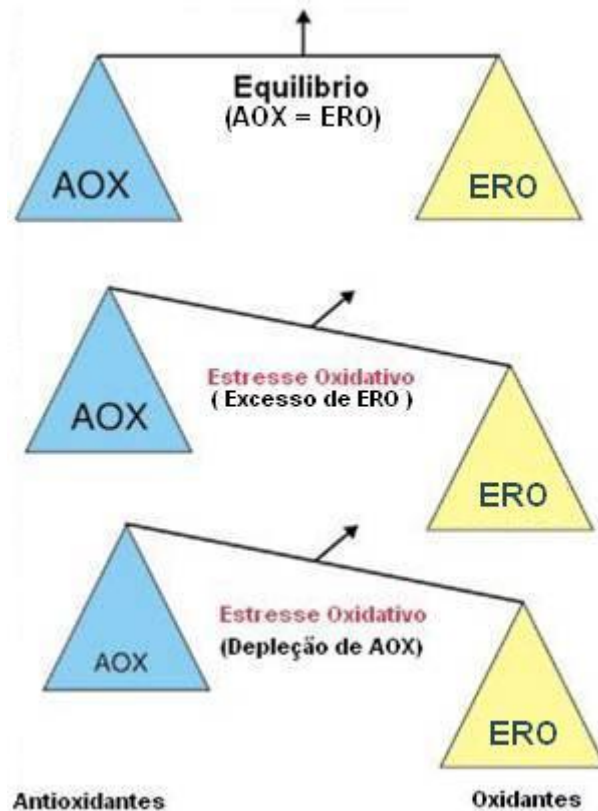 Equilibrio
(AOX = ERO)
AOX
ERO
Estresse Oxidativo
( Excesso de ERO )
AOX
ERO
Estresse Oxidativo
(Depleção de AOX)
AOX
ERO
Antioxidantes
Oxidantes